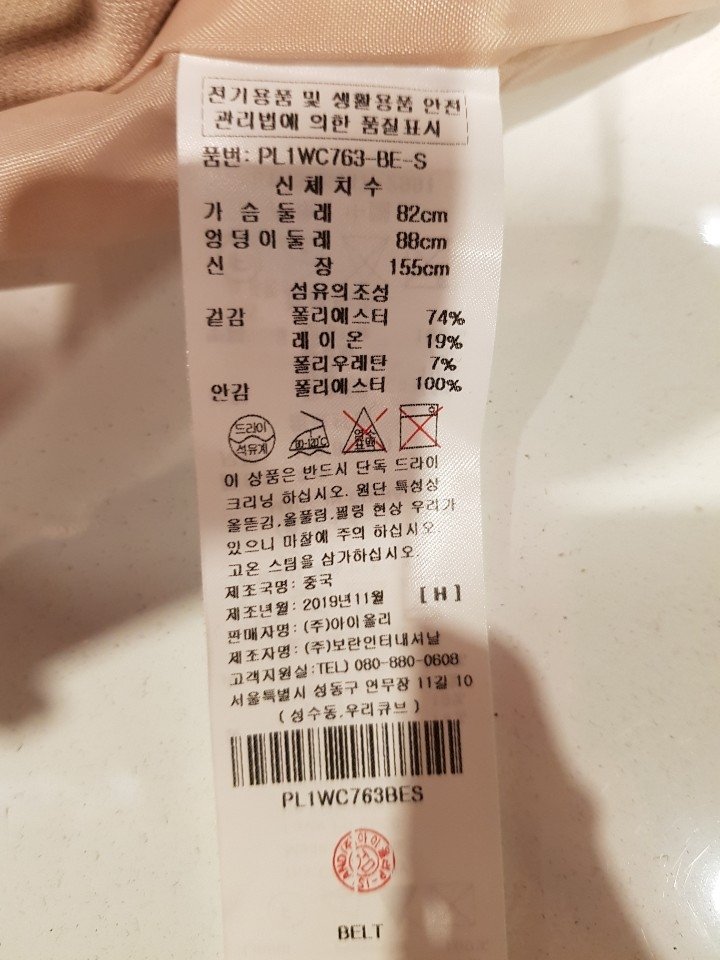 전기용품 및 생활용품 안전
관리법에 의한 품질표시
품번: PL1WC763-BE-S
신체치수
가슴둘레 82cm
엉덩이둘레 88cm
신장 155cm
섬유의조성
겉감 폴리에스터 74%
레이온 19%
폴리우레탄 7%
안감 폴리에스터 100%
드라이
석유계
80-120℃
염소
표백
이 상품은 반드시 단독 드라이
크리닝 하십시오. 원단 특성상
올뜯김,올풀림,필링 현상 우려가
있으니 마찰에 주의 하십시오.
고온 스팀을 삼가하십시오.
제조국명: 중국
제조년월: 2019년11월 [H]
판매자명: (주)아이올리
제조자명: (주)보란인터내셔날
고객지원실:TEL) 080-880-0608
서울특별시 성동구 연무장 11길 10
(성수동,우리큐브)
PL1WC763BES
BELT